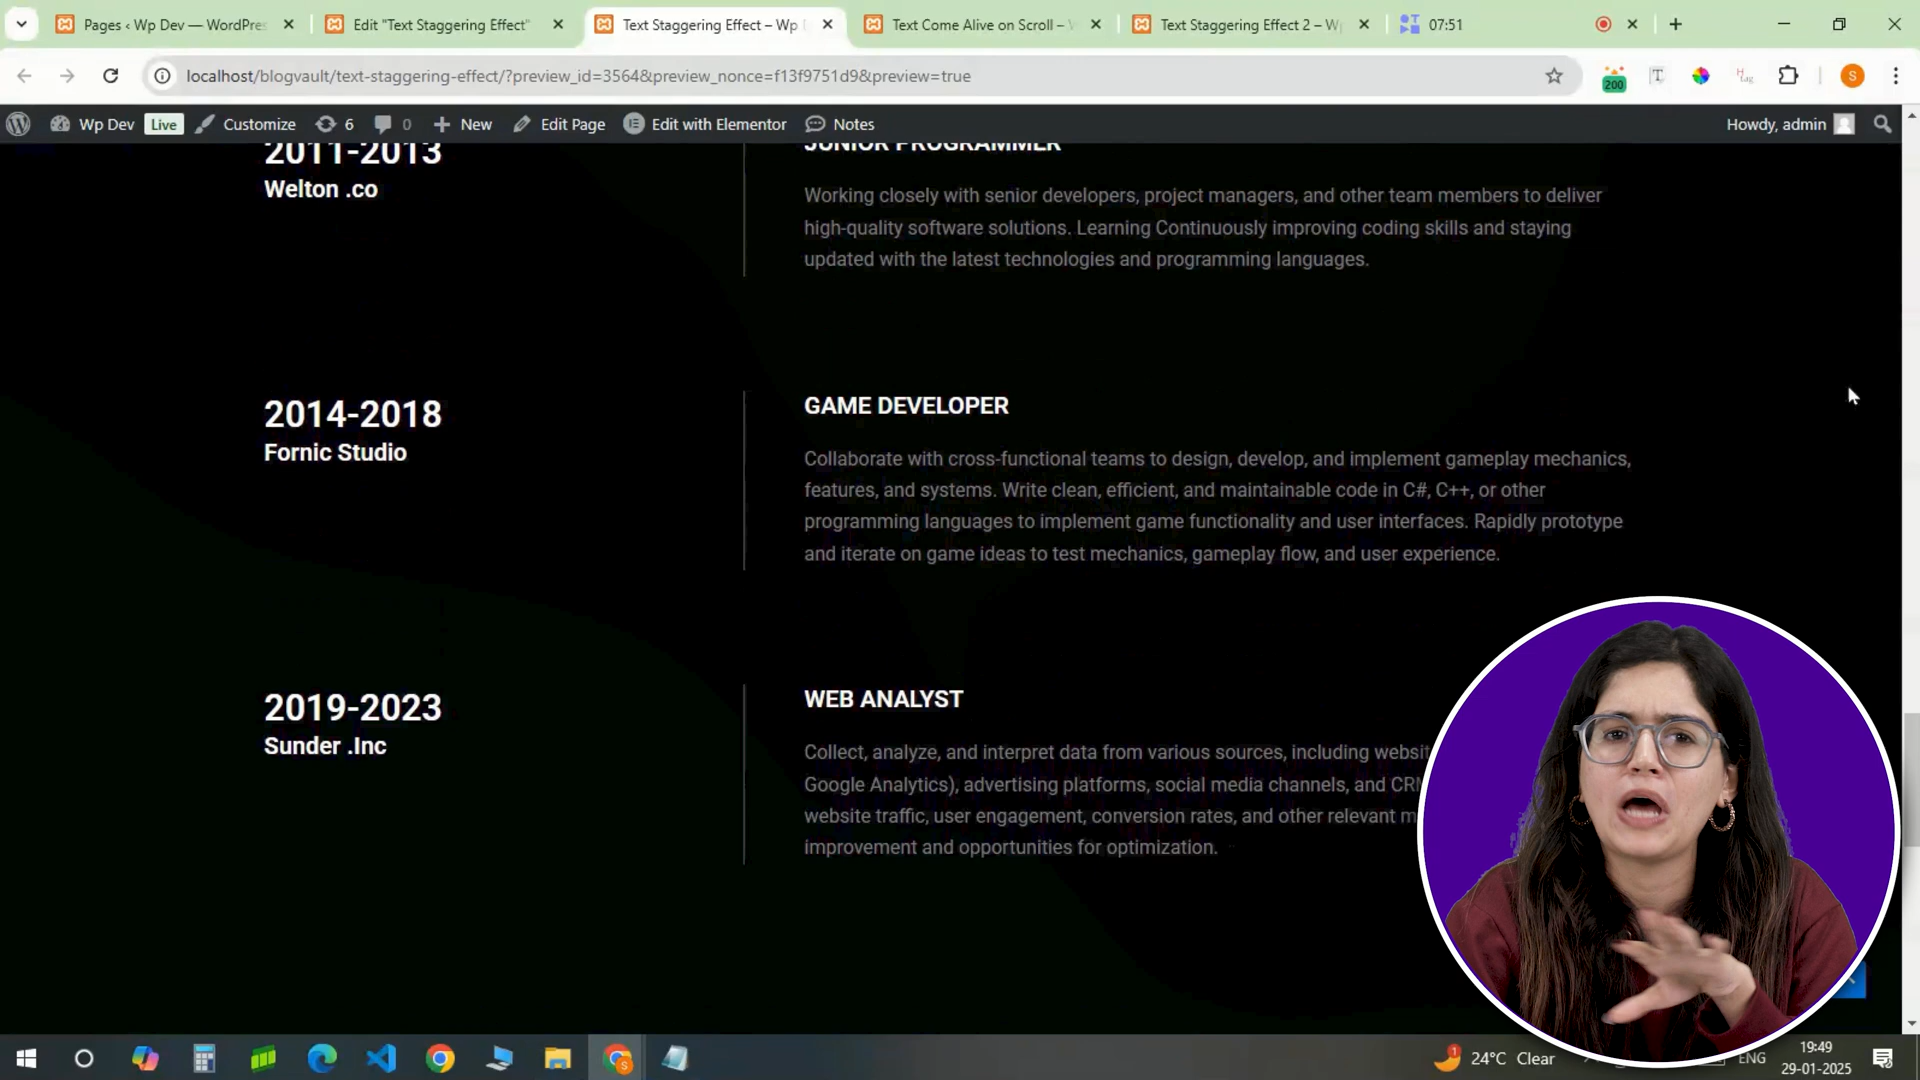 Pages ‹ Wp Dev — WordPres
Edit "Text Staggering Effect"
Text Staggering Effect – Wp
Text Come Alive on Scroll –
Text Staggering Effect 2 – W
07:51
localhost/blogvault/text-staggering-effect/?preview_id=3564&preview_nonce=f13f9751d9&preview=true
200
S
Wp Dev
Live
Customize
6
0
New
Edit Page
Edit with Elementor
Notes
Howdy, admin
2011-2013
Welton .co
JUNIOR PROGRAMMER
Working closely with senior developers, project managers, and other team members to deliver
high-quality software solutions. Learning Continuously improving coding skills and staying
updated with the latest technologies and programming languages.
2014-2018
Fornic Studio
GAME DEVELOPER
Collaborate with cross-functional teams to design, develop, and implement gameplay mechanics,
features, and systems. Write clean, efficient, and maintainable code in C#, C++, or other
programming languages to implement game functionality and user interfaces. Rapidly prototype
and iterate on game ideas to test mechanics, gameplay flow, and user experience.
2019-2023
Sunder .Inc
WEB ANALYST
Collect, analyze, and interpret data from various sources, including websit
Google Analytics), advertising platforms, social media channels, and CRM
website traffic, user engagement, conversion rates, and other relevant m
improvement and opportunities for optimization.
1
24°C Clear
ENG
19:49
29-01-2025